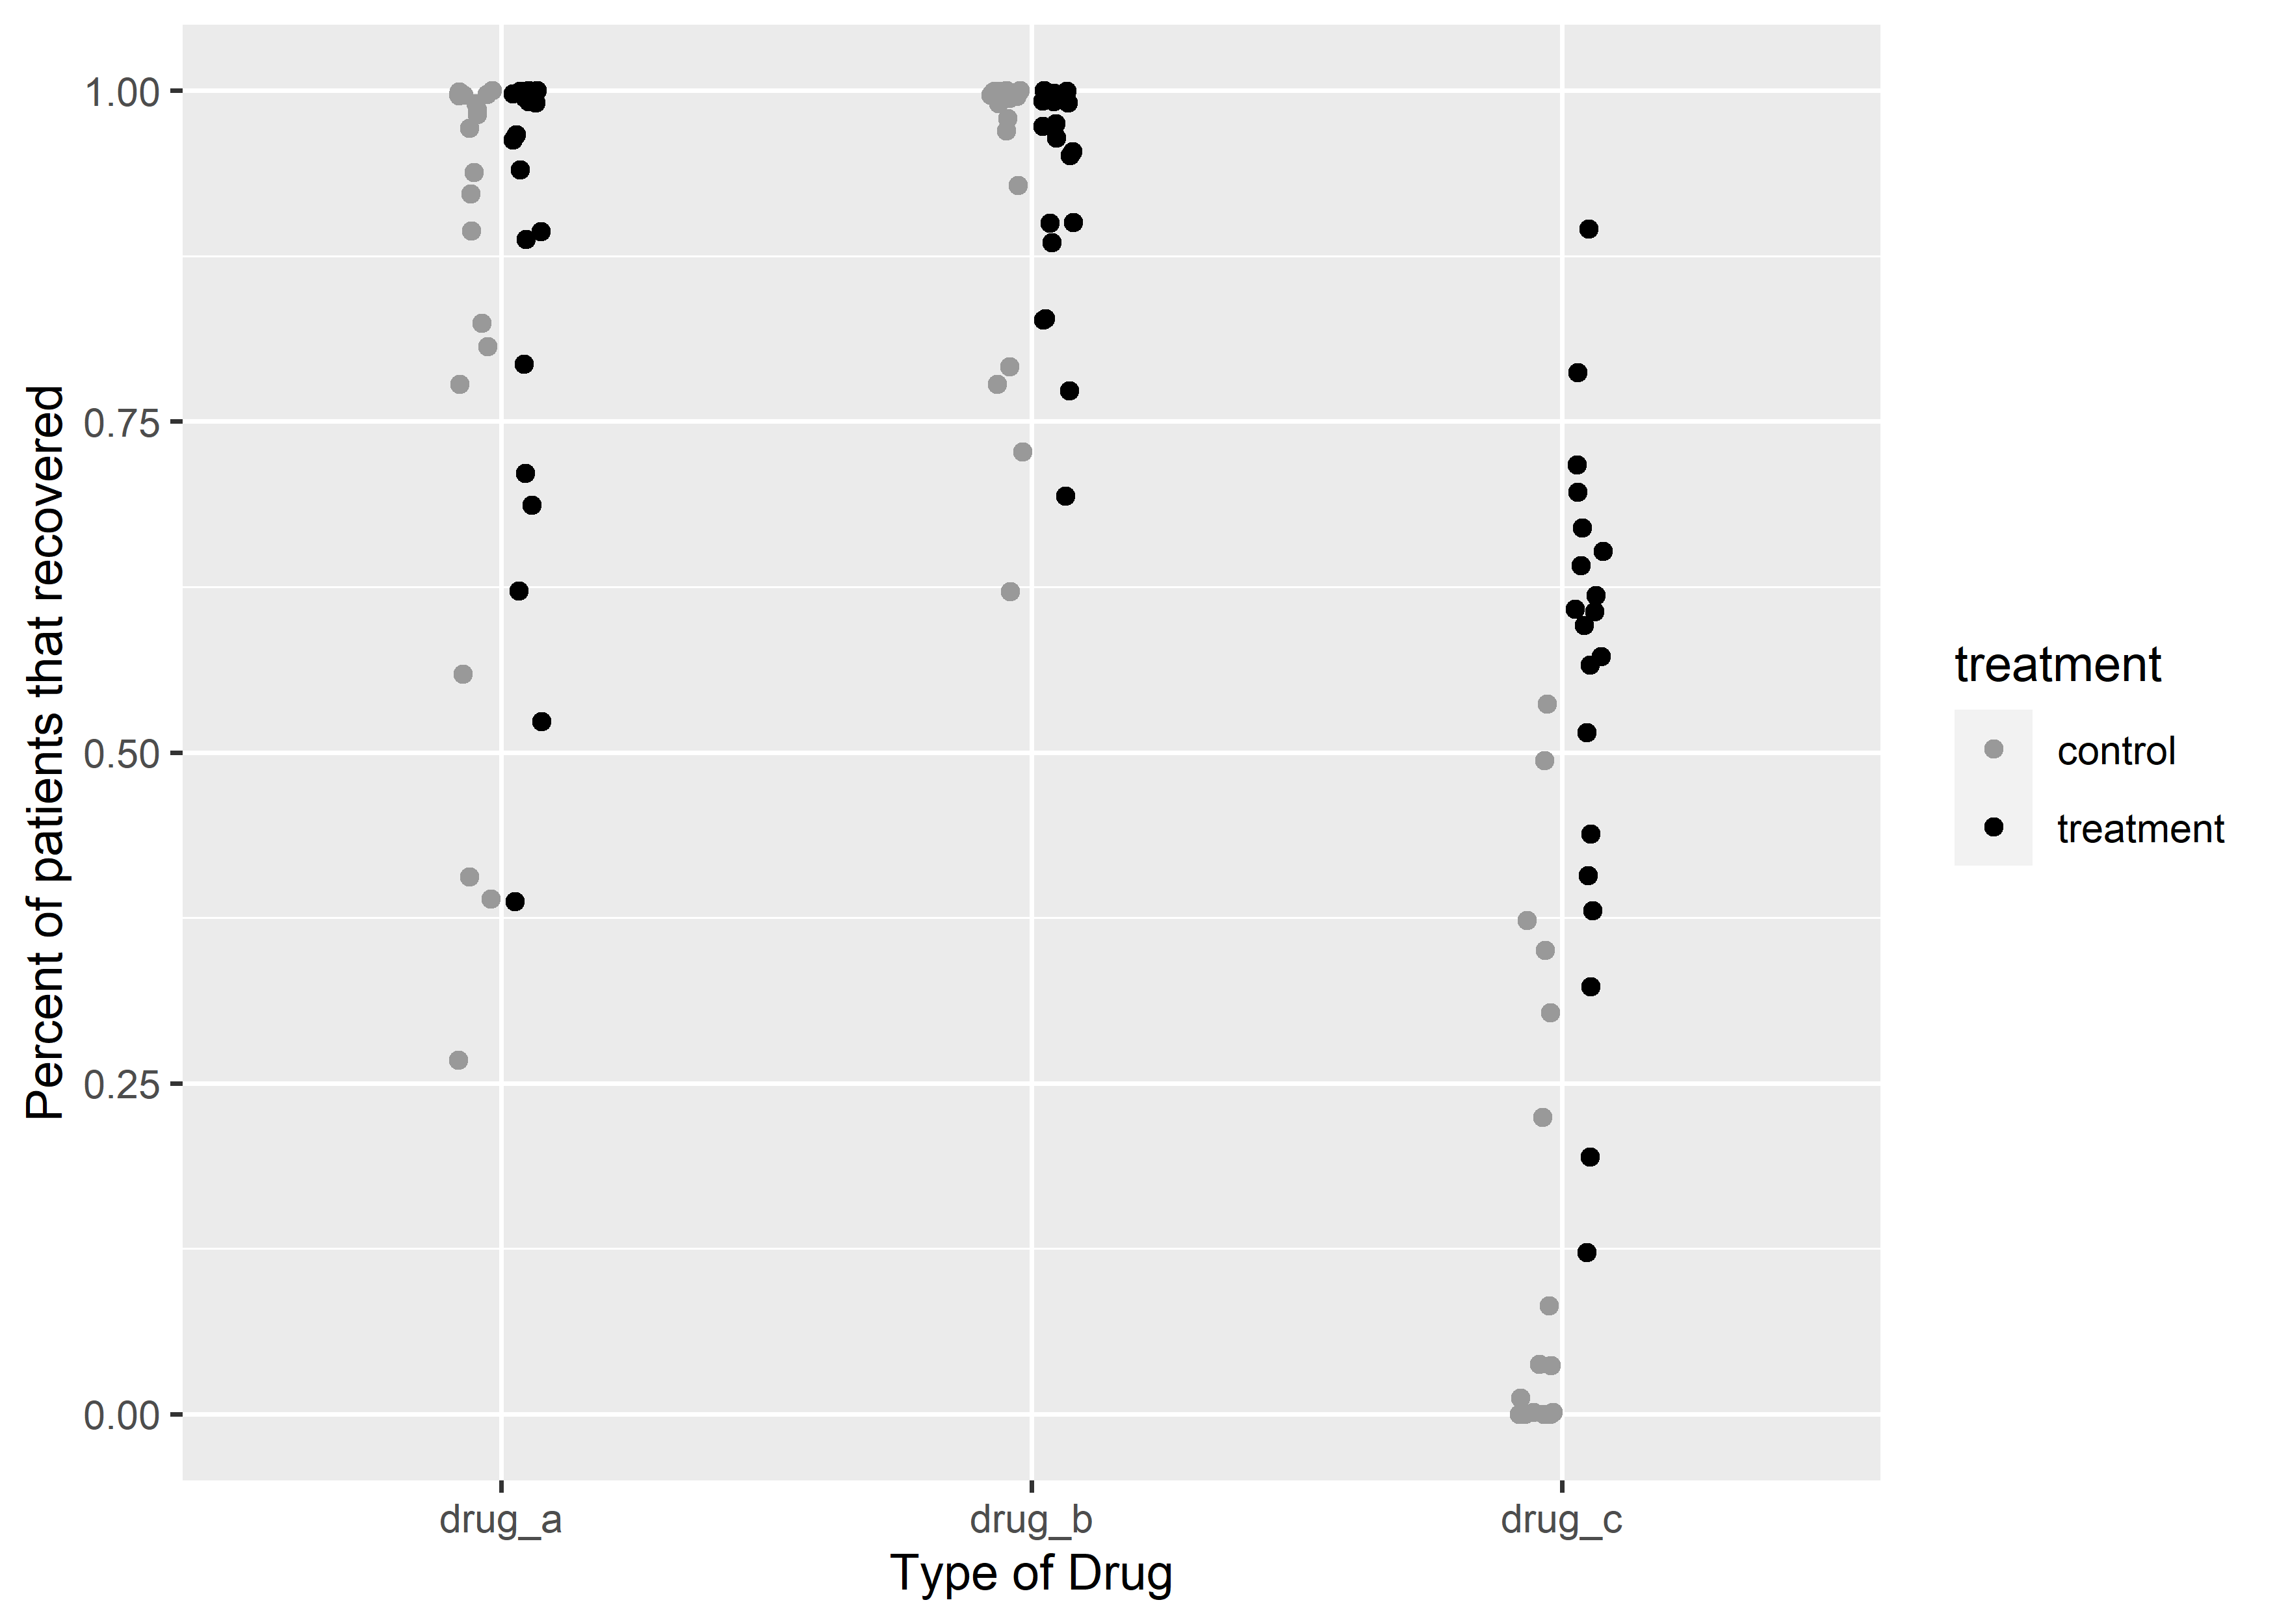 Percent of patients that recovered
1.00
0.75
0.50
0.25
0.00
drug_a
drug_b
drug_c
Type of Drug
treatment
control
treatment